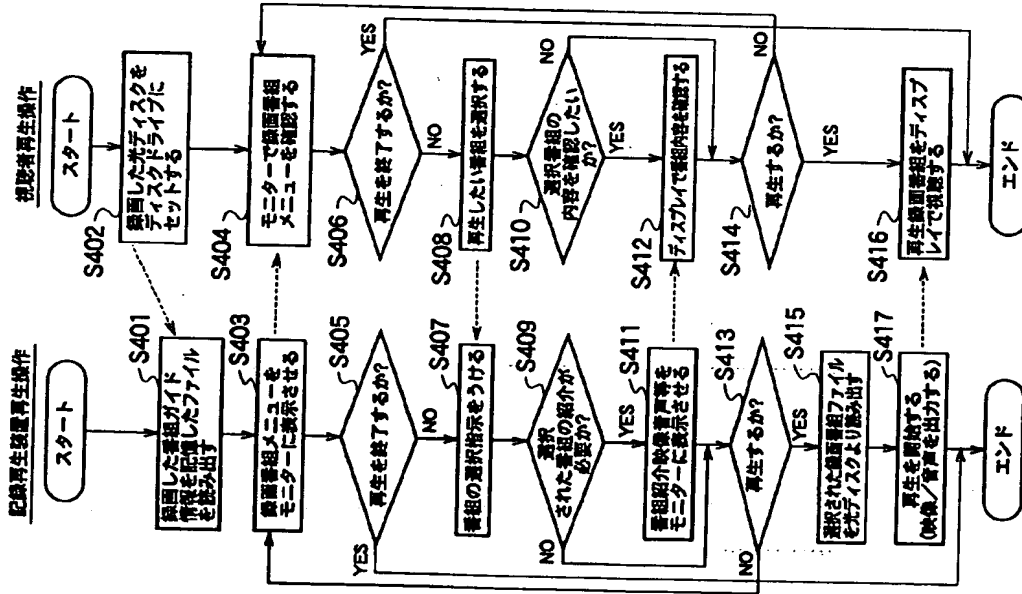 記録再生装置再生操作
スタート
S401
録画した番組ガイド
情報を記憶したファイル
を読み出す
S403
録画番組メニューを
モニターに表示させる
S405
再生を終了するか?
YES
NO
S407
番組の選択指示をうける
S409
選択
された番組の紹介が
必要か?
NO
YES
S411
番組紹介映像音声再を
モニターに表示させる
S413
再生するか?
NO
YES
S415
選択された録画番組ファイル
を光ディスクより読み出す
S417
再生を開始する
(映像/音声を出力する)
エンド
視聴者再生操作
スタート
S402
録画した光ディスクを
ディスクドライブに
セットする
S404
モニターで録画番組
メニューを確認する
S406
再生を終了するか?
YES
NO
S408
再生したい番組を選択する
S410
選択番組の
内容を確認したい
か?
NO
YES
S412
ディスプレイで番組内容を確認する
S414
再生するか?
NO
YES
S416
再生録画番組をディスプ
レイで視聴する
エンド